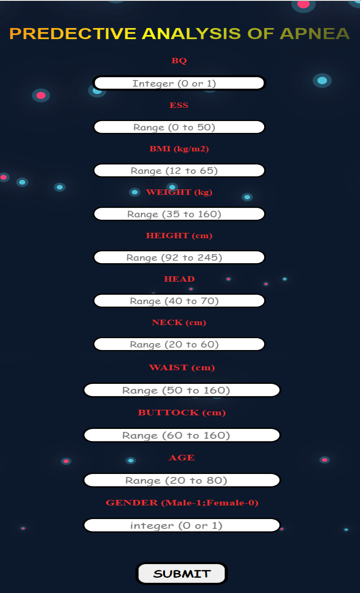 PREDECTIVE ANALYSIS OF APNEA
BQ
Integer (0 or 1)
ESS
Range (0 to 50)
BMI (kg/m2)
Range (12 to 65)
WEIGHT (kg)
Range (35 to 160)
HEIGHT (cm)
Range (92 to 245)
HEAD
Range (40 to 70)
NECK (cm)
Range (20 to 60)
WAIST (cm)
Range (50 to 160)
BUTTOCK (cm)
Range (60 to 160)
AGE
Range (20 to 80)
GENDER (Male-1;Female-0)
integer (0 or 1)
SUBMIT